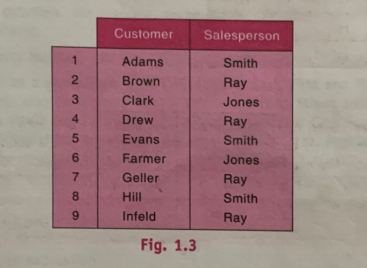 Customer Salesperson
1 Adams Smith
2 Brown Ray
3 Clark Jones
4 Drew Ray
5 Evans Smith
6 Farmer Jones
7 Geller Ray
8 Hill Smith
9 Infeld Ray
Fig. 1.3